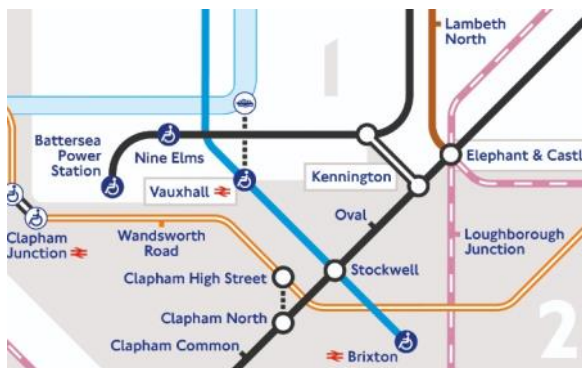 Lambeth
North
Battersea
Power
Station
Nine Elms
Vauxhall
Kennington
Elephant & Castl
1
Oval
Clapham
Junction
Wandsworth
Road
Loughborough
Junction
Clapham High Street
Stockwell
Clapham North
Clapham Common
Brixton
2